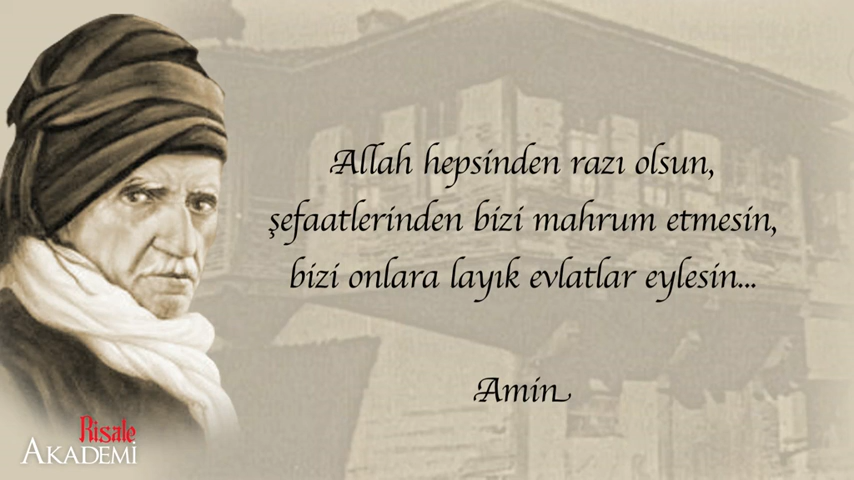 Allah hepsinden razı olsun,
şefaatlerinden bizi mahrum etmesin,
bizi onlara layık evlatlar eylesin...
Amin
Risale
AKADEMİ